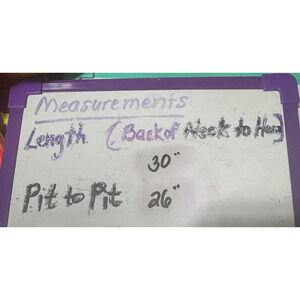 Measurements
Length (Back of Neck to Hem)
30"
Pit to Pit 26"